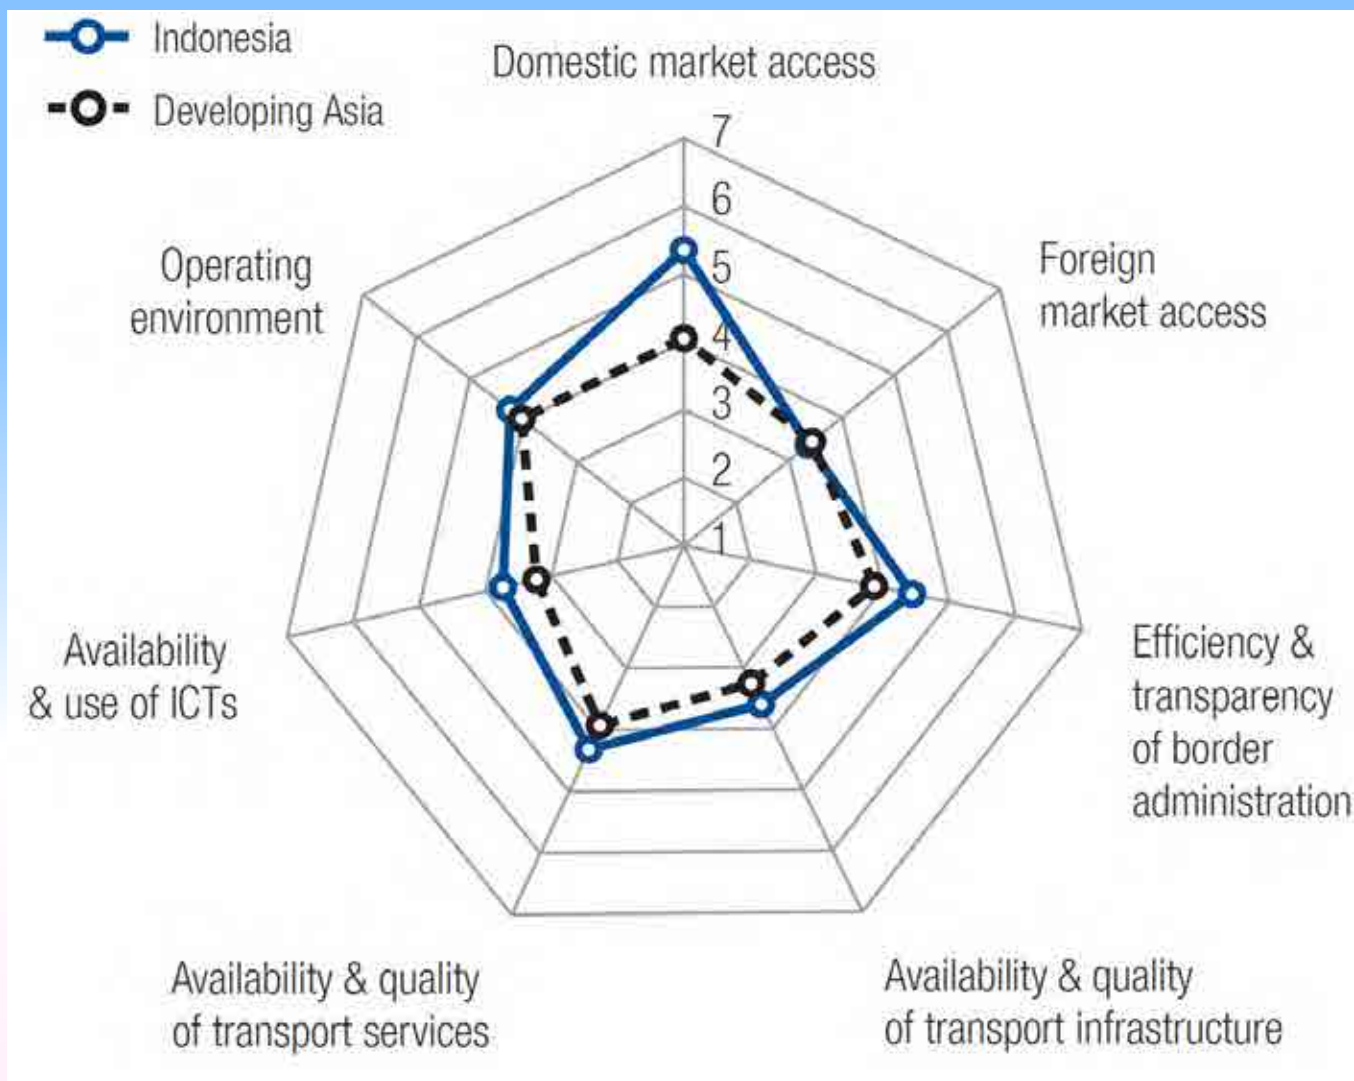 Indonesia
Developing Asia
Domestic market access
7
6
5
4
3
2
1
Foreign
market access
Efficiency &
transparency
of border
administration
Availability & quality
of transport infrastructure
Availability & quality
of transport services
Availability
& use of ICTs
Operating
environment